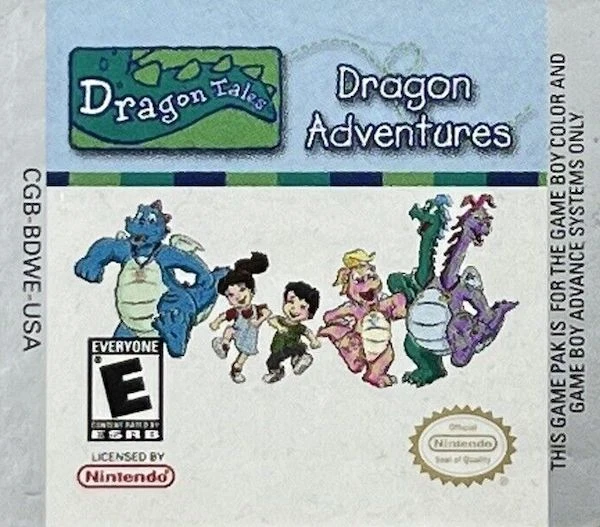 Dragon Tales
Dragon
Adventures
CGB-BDWE-USA
EVERYONE
E
CONTENT RATED BY
ESRB
LICENSED BY
Nintendo
Official
Nintendo
Seal of Quality
THIS GAME PAK IS FOR THE GAME BOY COLOR AND
GAME BOY ADVANCE SYSTEMS ONLY